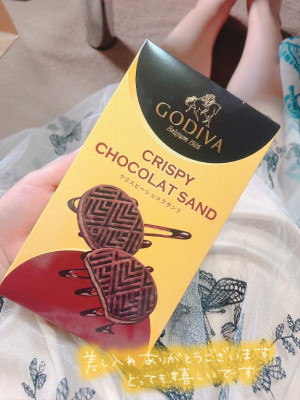 GODIVA
Belgium 1926
CRISPY
CHOCOLAT SAND
クリスピーショコラサンド
差し入れありがとうございます
とっても嬉しいです